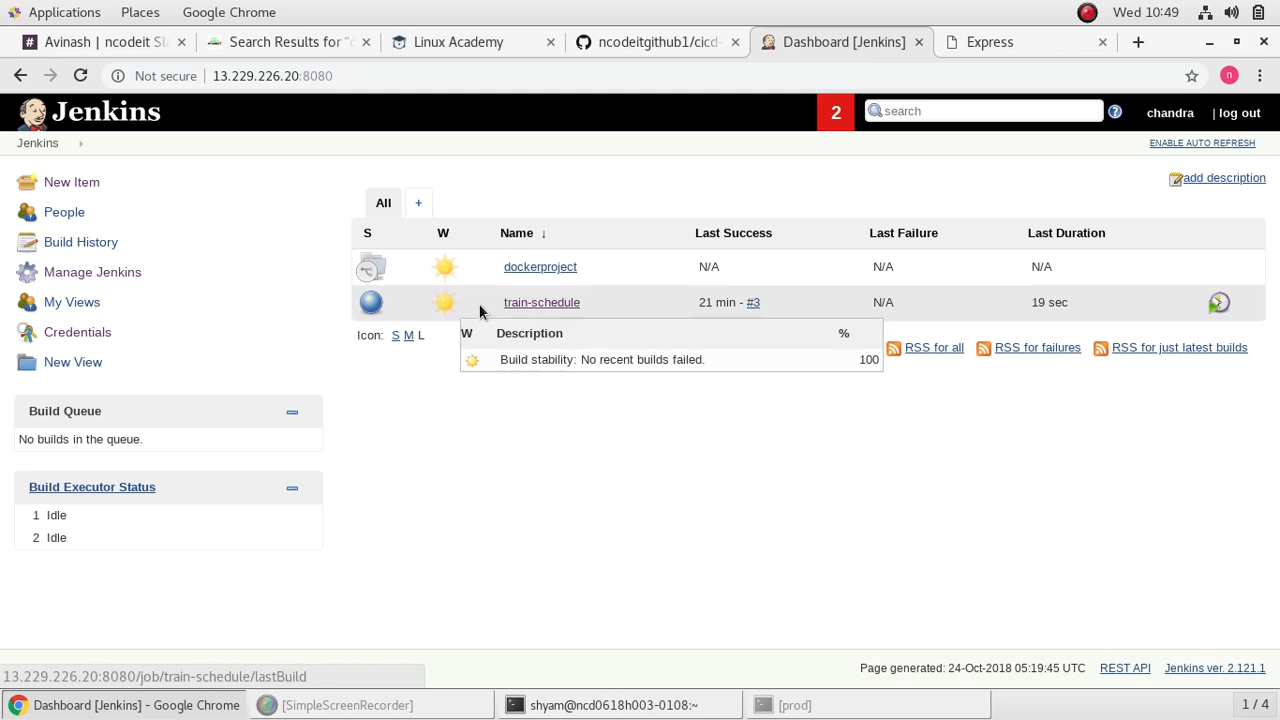 Applications Places Google Chrome Wed 10:49
# Avinash | ncodeit Sl × Search Results for "c × Linux Academy × ncodeitgithub1/cicd- × Dashboard [Jenkins] × Express × +
Not secure | 13.229.226.20:8080 n
Jenkins 2 search chandra | log out
Jenkins ENABLE AUTO REFRESH
New Item
People
Build History
Manage Jenkins
My Views
Credentials
New View
add description
All +
S W Name ↓ Last Success Last Failure Last Duration
dockerproject N/A N/A N/A
train-schedule 21 min - #3 N/A 19 sec
Icon: S M L
W Description %
Build stability: No recent builds failed. 100
RSS for all RSS for failures RSS for just latest builds
Build Queue
No builds in the queue.
Build Executor Status
1 Idle
2 Idle
Page generated: 24-Oct-2018 05:19:45 UTC REST API Jenkins ver. 2.121.1
13.229.226.20:8080/job/train-schedule/lastBuild
Dashboard [Jenkins] - Google Chrome [SimpleScreenRecorder] shyam@ncd0618h003-0108:~ [prod] 1 / 4